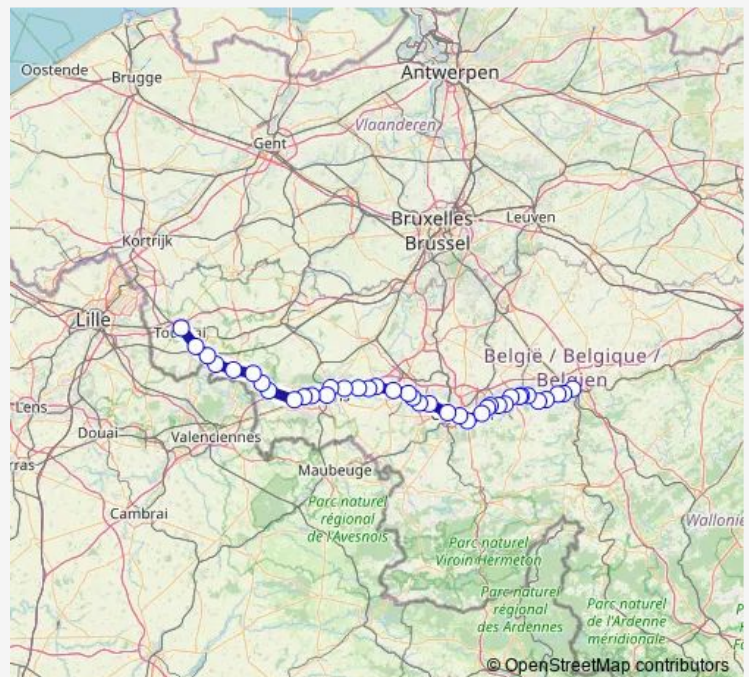 Oostende
Brugge
Antwerpen
Vlaanderen
Gent
Bruxelles
Brussel
Leuven
Kortrijk
Lille
België / Belgique /
Belgien
Lens
Douai
Valenciennes
Maubeuge
Cambrai
Parc naturel
régional
de l'Avesnois
Parc naturel
Viroin Hermeton
Parc naturel
régional
des Ardennes
Parc naturel
de l'Ardenne
méridionale
© OpenStreetMap contributors